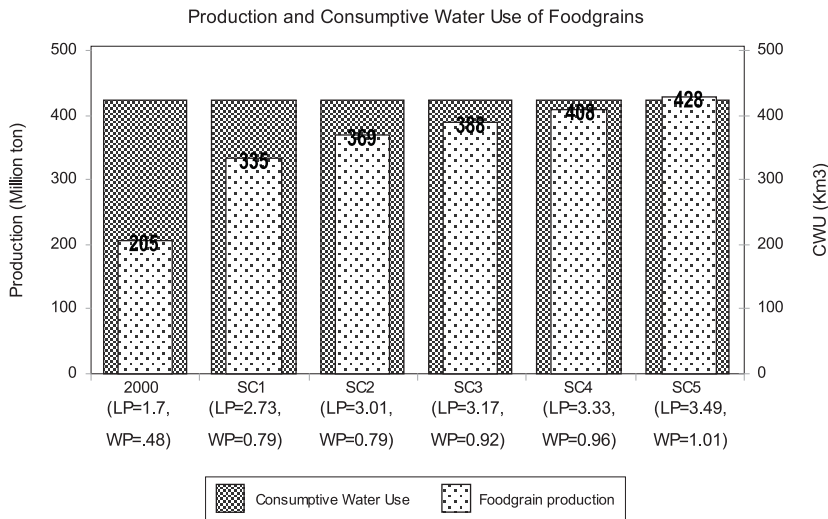 Production and Consumptive Water Use of Foodgrains
500
400
300
200
100
0
Production (Million ton)
205
335
369
388
408
428
500
400
300
200
100
0
CWU (Km3)
2000 SC1 SC2 SC3 SC4 SC5
(LP=1.7, (LP=2.73, (LP=3.01, (LP=3.17, (LP=3.33, (LP=3.49,
WP=.48) WP=0.79) WP=0.79) WP=0.92) WP=0.96) WP=1.01)
Consumptive Water Use Foodgrain production